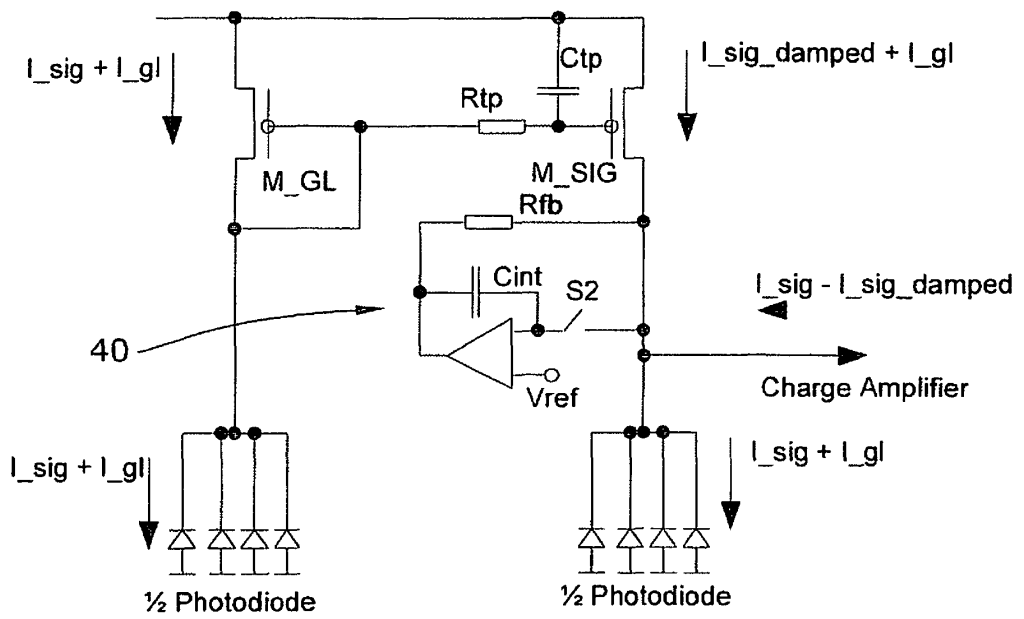 I_sig + I_gl
Ctp
I_sig_damped + I_gl
Rtp
M_GL
M_SIG
Rfb
Cint
S2
I_sig - I_sig_damped
40
Vref
Charge Amplifier
I_sig + I_gl
I_sig + I_gl
½ Photodiode
½ Photodiode